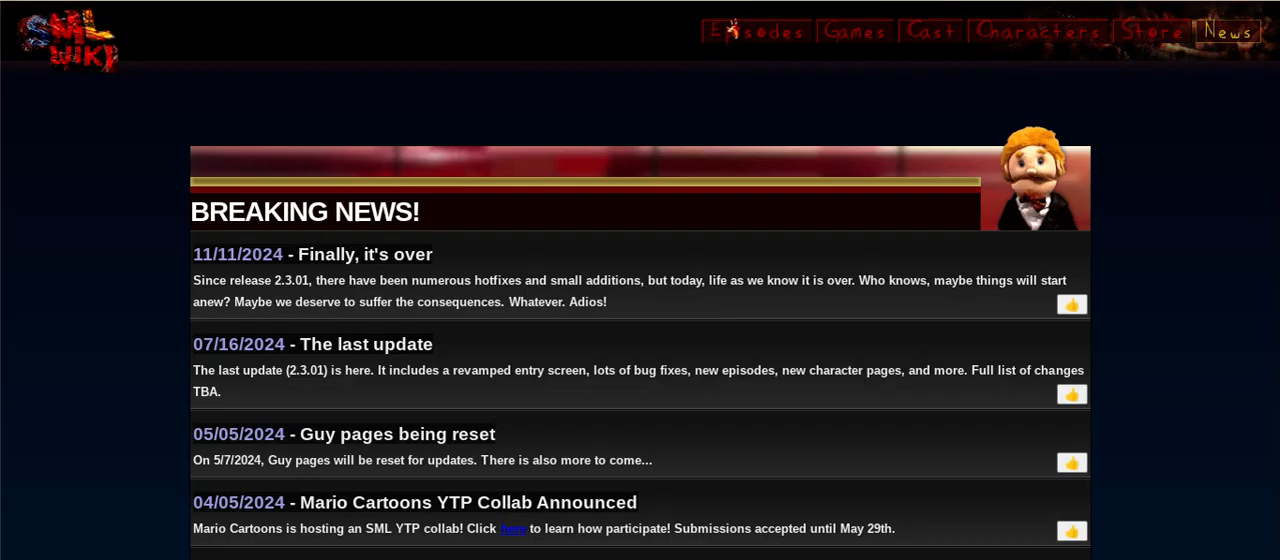 SML
WIKI
Episodes Games Cast Characters Store News
BREAKING NEWS!
11/11/2024 - Finally, it's over
Since release 2.3.01, there have been numerous hotfixes and small additions, but today, life as we know it is over. Who knows, maybe things will start
anew? Maybe we deserve to suffer the consequences. Whatever. Adios!
07/16/2024 - The last update
The last update (2.3.01) is here. It includes a revamped entry screen, lots of bug fixes, new episodes, new character pages, and more. Full list of changes
TBA.
05/05/2024 - Guy pages being reset
On 5/7/2024, Guy pages will be reset for updates. There is also more to come...
04/05/2024 - Mario Cartoons YTP Collab Announced
Mario Cartoons is hosting an SML YTP collab! Click here to learn how participate! Submissions accepted until May 29th.